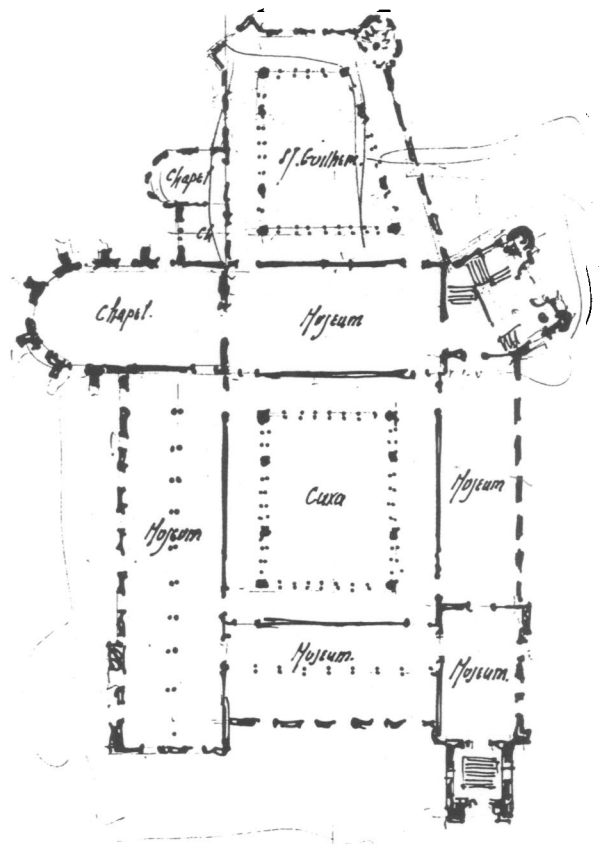 ST. Guilhem.
Chapel
CH
Chapel.
Museum
Cuxa
Museum
Museum
Museum.
Museum.